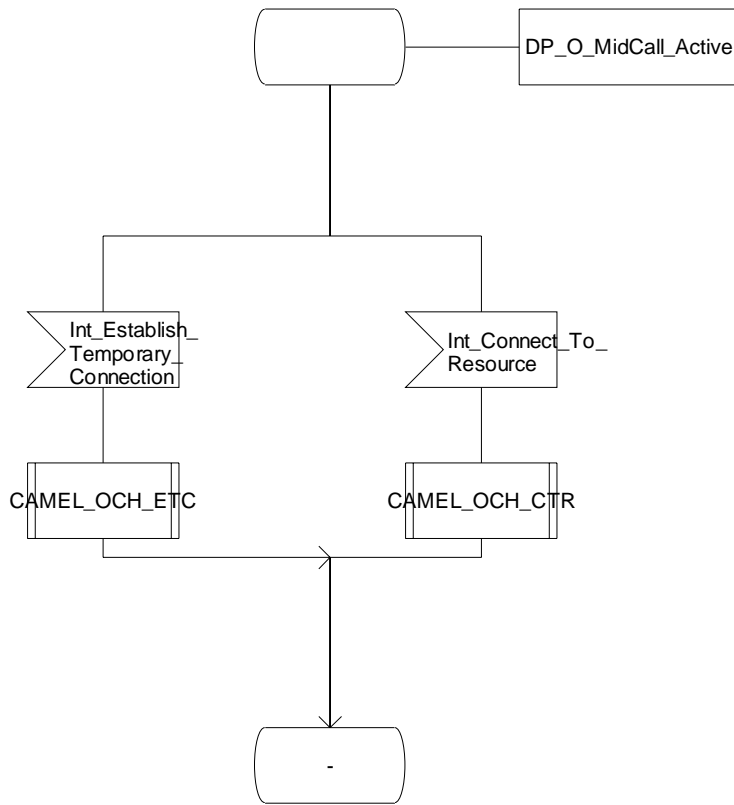 DP_O_MidCall_Active
Int_Establish_
Temporary_
Connection
Int_Connect_To_
Resource
CAMEL_OCH_ETC
CAMEL_OCH_CTR
-